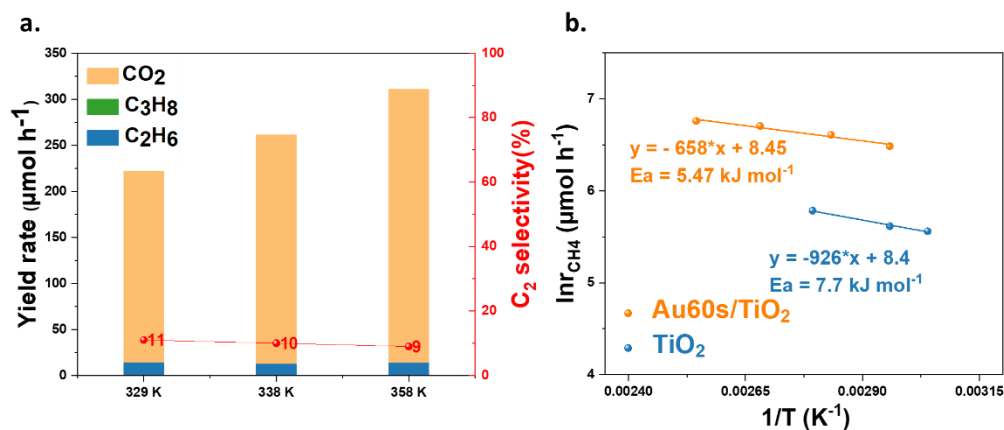 a.
Yield rate (μmol h⁻¹)
350
300
250
200
150
100
50
0
CO₂
C₃H₈
C₂H₆
11
10
9
329 K
338 K
358 K
100
80
60
40
20
0
C₂ selectivity(%)
b.
lnr_CH4 (μmol h⁻¹)
7
6
5
4
y = - 658*x + 8.45
Ea = 5.47 kJ mol⁻¹
y = -926*x + 8.4
Ea = 7.7 kJ mol⁻¹
Au60s/TiO₂
TiO₂
0.00240
0.00265
0.00290
0.00315
1/T (K⁻¹)